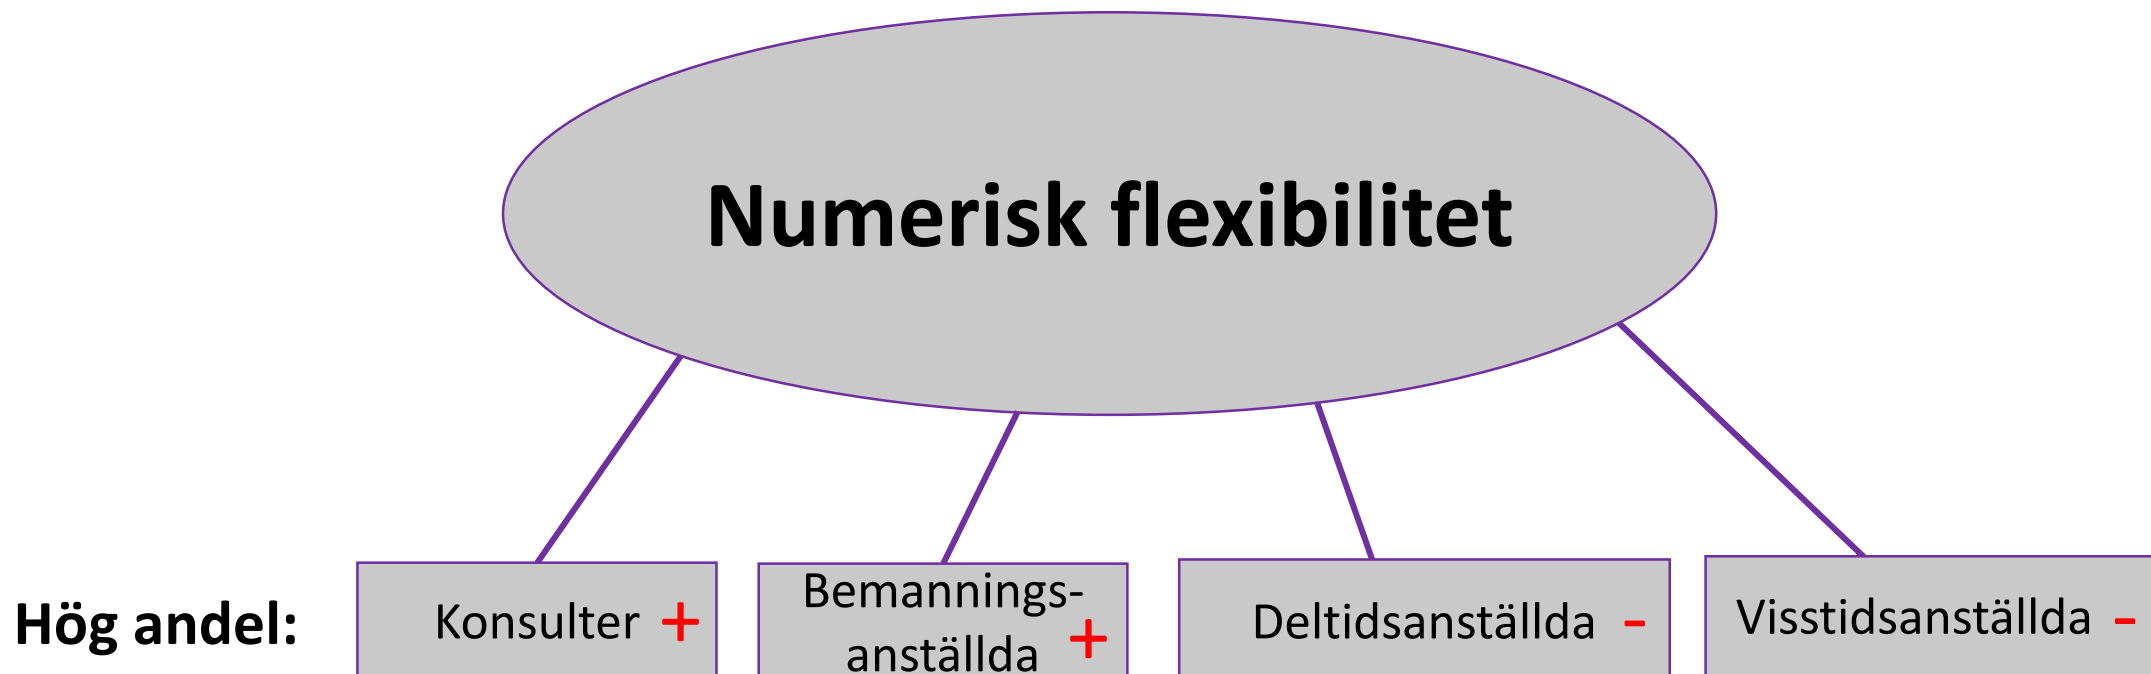 Numerisk flexibilitet
Hög andel:
Konsulter +
Bemannings-
anställda +
Deltidsanställda -
Visstidsanställda -